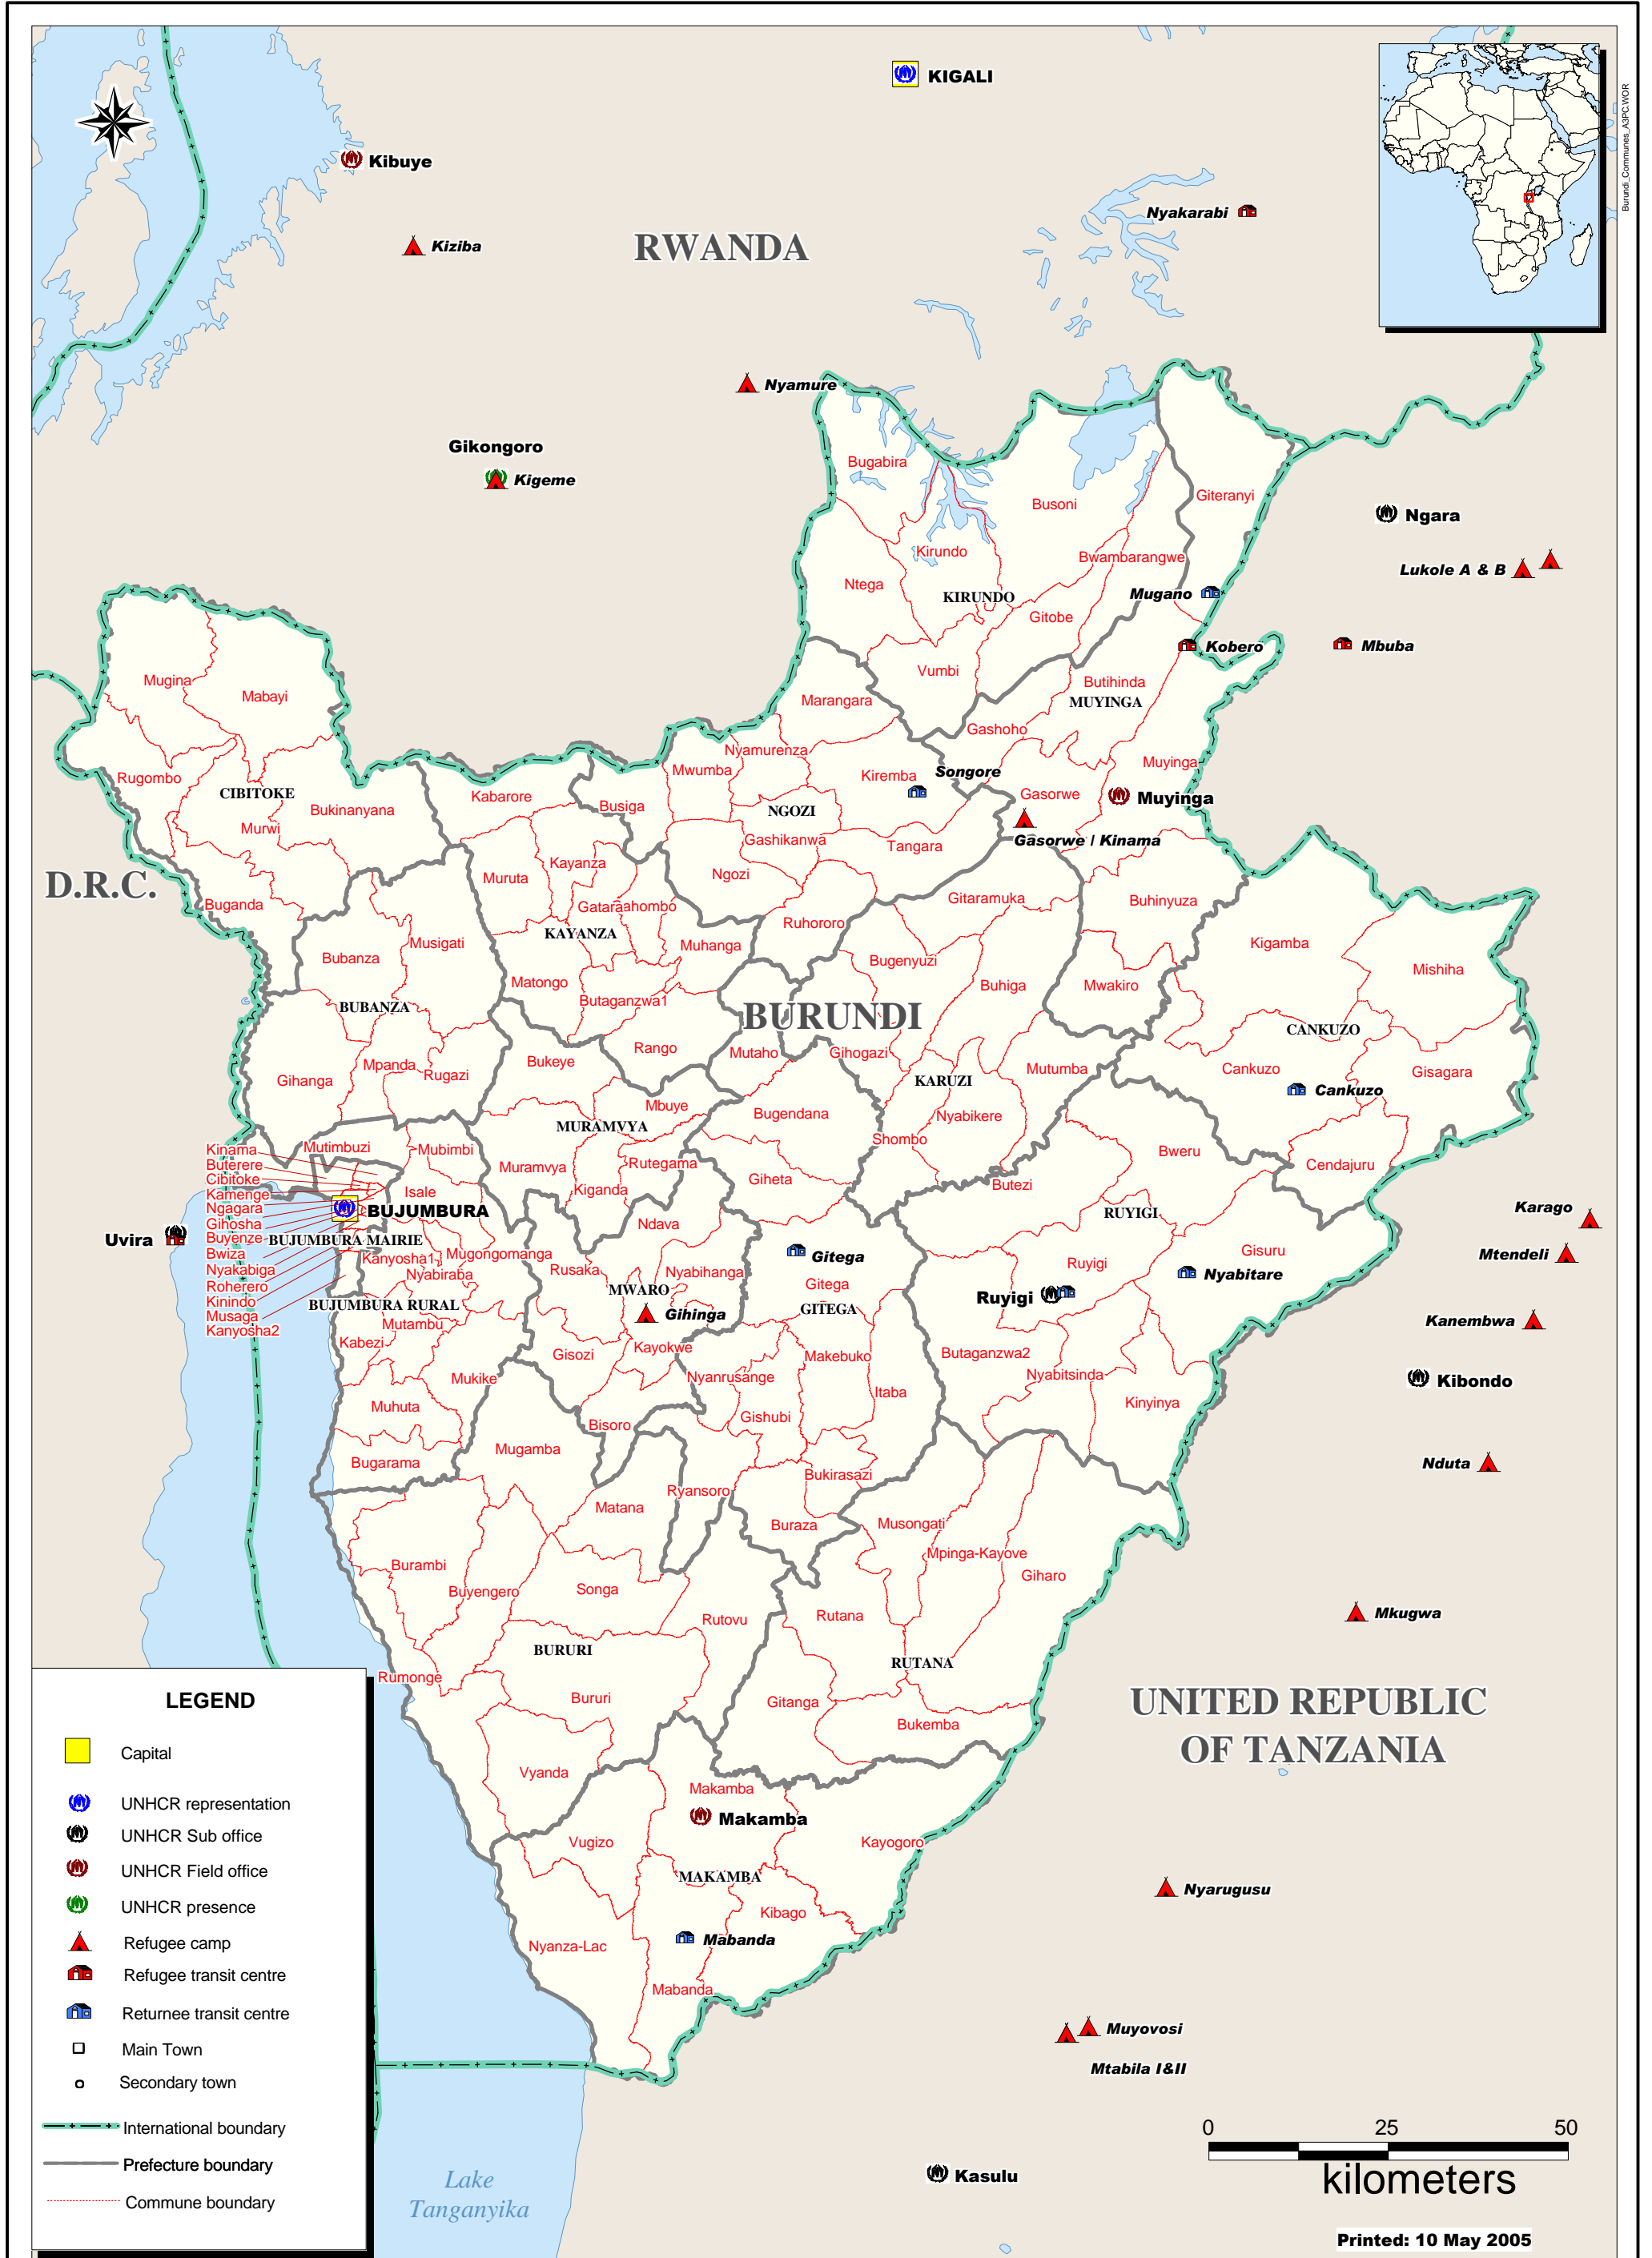 KIGALI
Burundi_Communes_A3PC.WOR
Kibuye
Nyakarabi
Kiziba
RWANDA
Nyamure
Gikongoro
Kigeme
Bugabira
Busoni
Giteranyi
Ngara
Kirundo
Bwambarangwe
Lukole A & B
Ntega
KIRUNDO
Mugano
Gitobe
Kobero
Mbuba
Vumbi
Mugina
Mabayi
Butihinda
MUYINGA
Marangara
Gashoho
Nyamurenza
Mwumba
Muyinga
Rugombo
CIBITOKE
Kiremba
Songore
Kabarore
Busiga
Bukinanyana
NGOZI
Gasorwe
Muyinga
Murwi
Gashikanwa
Tangara
Gasorwe / Kinama
Kayanza
Muruta
Ngozi
D.R.C.
Buganda
Gataraahombo
Gitaramuka
Buhinyuza
KAYANZA
Ruhororo
Musigati
Muhanga
Kigamba
Bubanza
Bugenyuzi
Mishiha
Matongo
Butaganzwa1
Buhiga
Mwakiro
BUBANZA
BURUNDI
CANKUZO
Rango
Mutaho
Gihogazi
Bukeye
Mpanda
Rugazi
Gihanga
KARUZI
Mutumba
Cankuzo
Gisagara
Cankuzo
Mbuye
Bugendana
Nyabikere
MURAMVYA
Shombo
Mutimbuzi
Mubimbi
Kinama
Buterere
Cibitoke
Kamenge
Ngagara
Gihosha
Buyenze
Bwiza
Nyakabiga
Roherero
Kinindo
Musaga
Kanyosha2
Muramvya
Rutegama
Kiganda
Giheta
Bweru
Cendajuru
Isale
Butezi
BUJUMBURA
RUYIGI
Karago
Ndava
Uvira
BUJUMBURA MAIRIE
Gitega
Gisuru
Mtendeli
Kanyosha1
Mugongomanga
Nyabiraba
Rusaka
Nyabihanga
Ruyigi
Nyabitare
MWARO
Gitega
GITEGA
Ruyigi
BUJUMBURA RURAL
Gihinga
Mutambu
Kanembwa
Kabezi
Gisozi
Kayokwe
Makebuko
Butaganzwa2
Mukike
Nyanrusange
Nyabitsinda
Kibondo
Itaba
Muhuta
Gishubi
Kinyinya
Bisoro
Mugamba
Bugarama
Bukirasazi
Nduta
Ryansoro
Matana
Buraza
Musongati
Mpinga-Kayove
Burambi
Giharo
Buyengero
Songa
Rutovu
Rutana
Mkugwa
BURURI
RUTANA
Rumonge
Bururi
Gitanga
Bukemba
UNITED REPUBLIC
OF TANZANIA
Vyanda
Makamba
Makamba
Vugizo
Kayogoro
MAKAMBA
Nyarugusu
Kibago
Mabanda
Nyanza-Lac
Mabanda
Muyovosi
Mtabila I&II
Kasulu
Lake
Tanganyika
LEGEND
Capital
UNHCR representation
UNHCR Sub office
UNHCR Field office
UNHCR presence
Refugee camp
Refugee transit centre
Returnee transit centre
Main Town
Secondary town
International boundary
Prefecture boundary
Commune boundary
0 25 50
kilometers
Printed: 10 May 2005